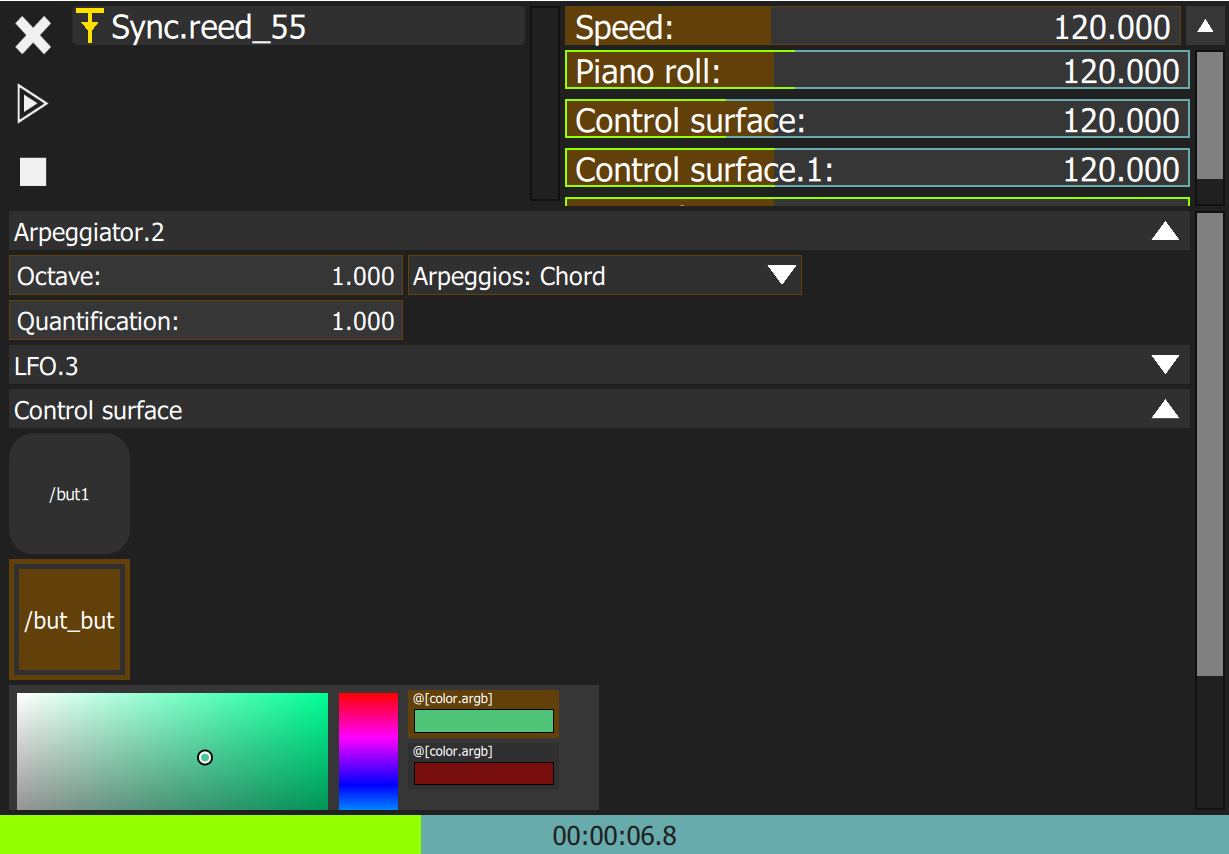 Sync.reed_55
Speed: 120.000
Piano roll: 120.000
Control surface: 120.000
Control surface.1: 120.000
Arpeggiator.2
Octave: 1.000 Arpeggios: Chord
Quantification: 1.000
LFO.3
Control surface
/but1
/but_but
@[color.argb]
@[color.argb]
00:00:06.8